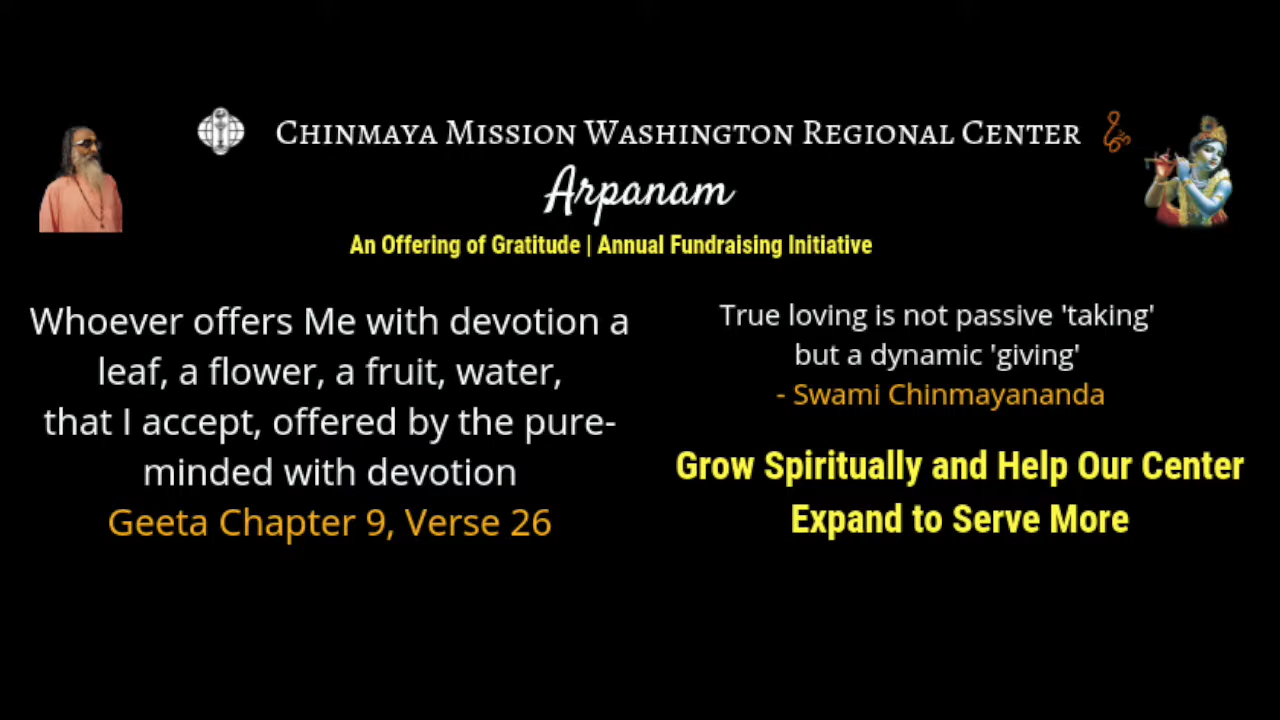 Chinmaya Mission Washington Regional Center
Arpanam
An Offering of Gratitude | Annual Fundraising Initiative
Whoever offers Me with devotion a
leaf, a flower, a fruit, water,
that I accept, offered by the pure-
minded with devotion
Geeta Chapter 9, Verse 26
True loving is not passive 'taking'
but a dynamic 'giving'
- Swami Chinmayananda
Grow Spiritually and Help Our Center
Expand to Serve More